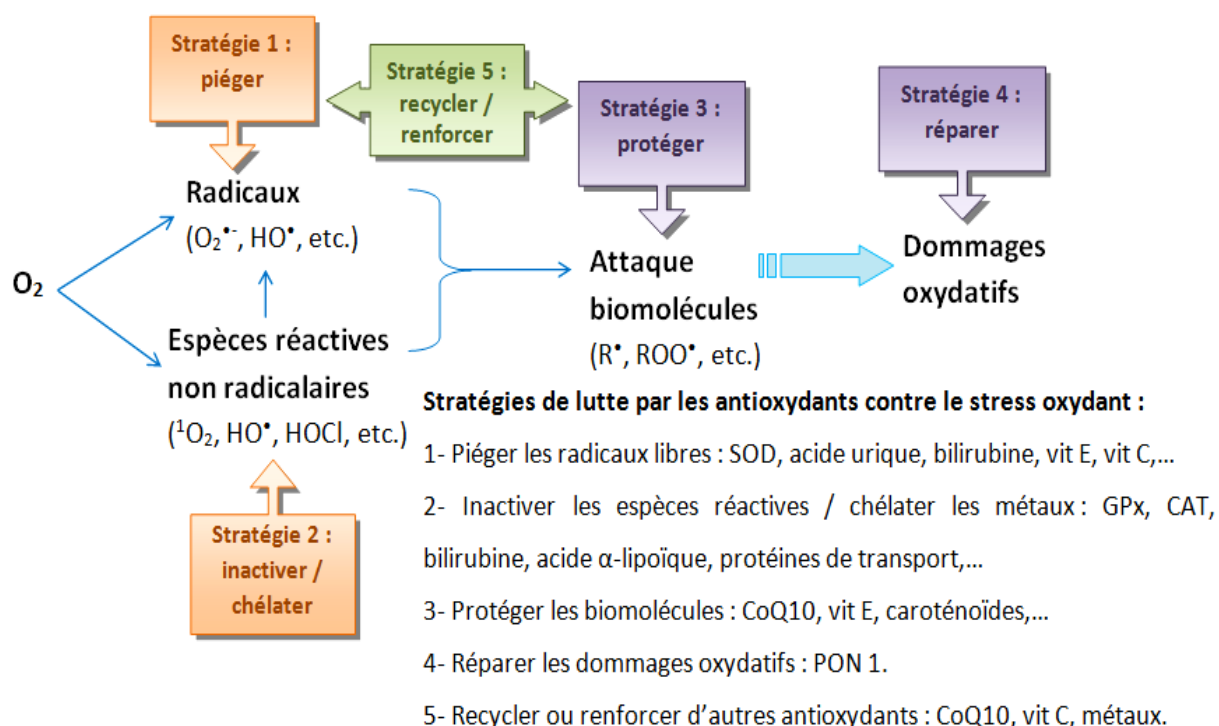 Stratégie 1 :
piéger
Stratégie 5 :
recycler /
renforcer
Stratégie 3 :
protéger
Stratégie 4 :
réparer
Radicaux
(O₂•-, HO•, etc.)
O₂
Espèces réactives
non radicalaires
(¹O₂, HO•, HOCl, etc.)
Attaque
biomolécules
(R•, ROO•, etc.)
Dommages
oxydatifs
Stratégie 2 :
inactiver /
chélater
Stratégies de lutte par les antioxydants contre le stress oxydant :
1- Piéger les radicaux libres : SOD, acide urique, bilirubine, vit E, vit C,...
2- Inactiver les espèces réactives / chélater les métaux : GPx, CAT,
bilirubine, acide α-lipoïque, protéines de transport,...
3- Protéger les biomolécules : CoQ10, vit E, caroténoïdes,...
4- Réparer les dommages oxydatifs : PON 1.
5- Recycler ou renforcer d'autres antioxydants : CoQ10, vit C, métaux.